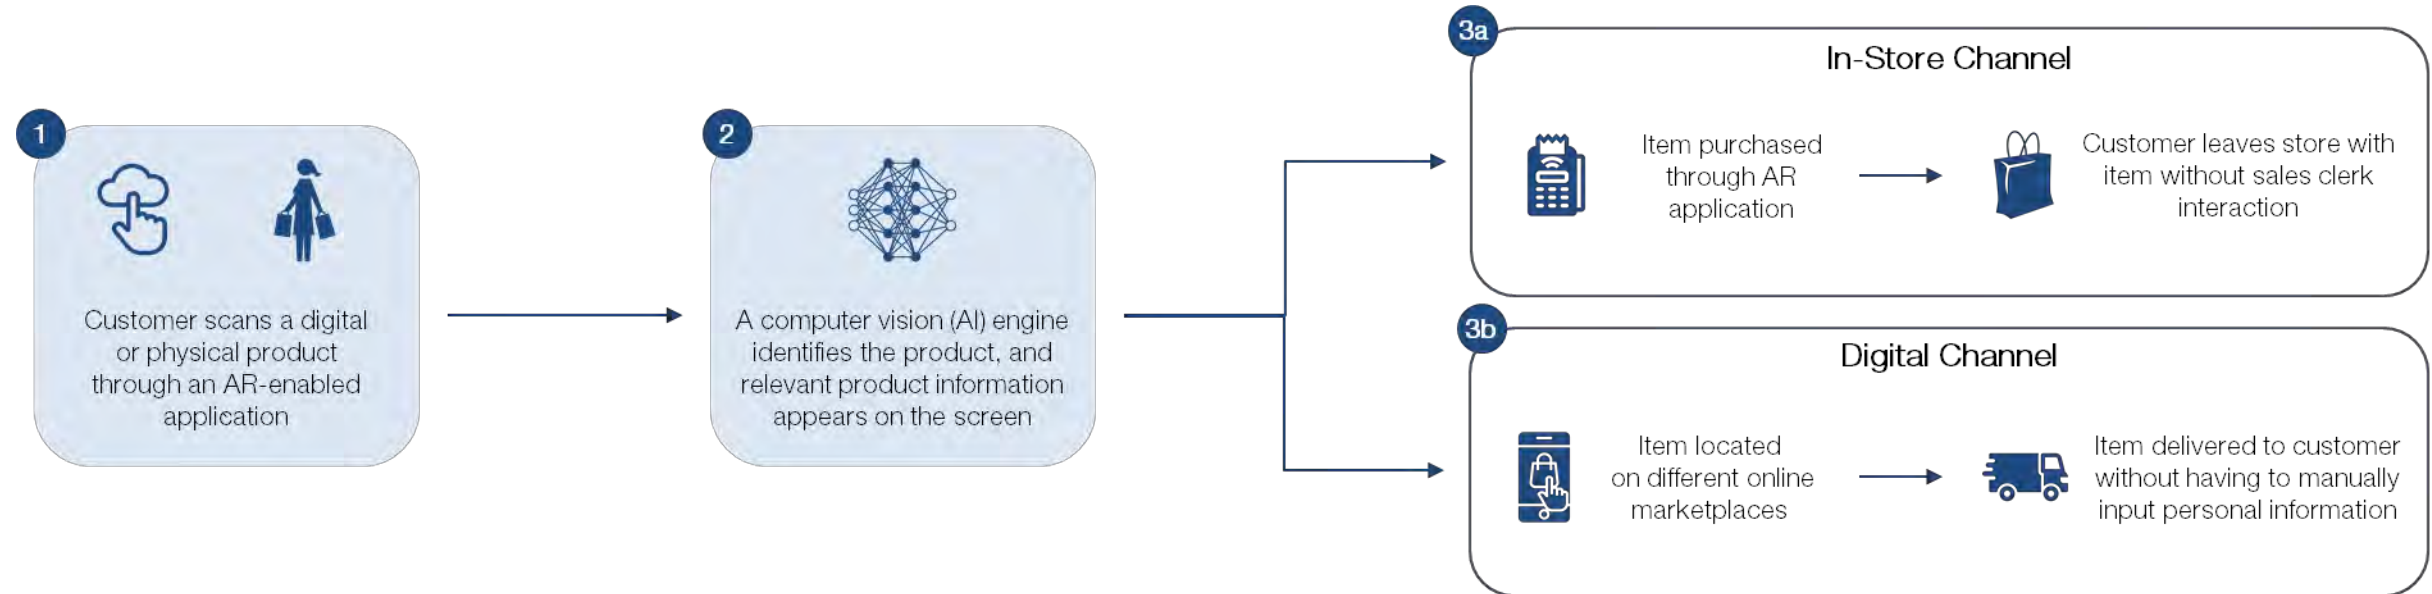 1
Customer scans a digital
or physical product
through an AR-enabled
application
2
A computer vision (AI) engine
identifies the product, and
relevant product information
appears on the screen
3a
In-Store Channel
Item purchased
through AR
application
Customer leaves store with
item without sales clerk
interaction
3b
Digital Channel
Item located
on different online
marketplaces
Item delivered to customer
without having to manually
input personal information